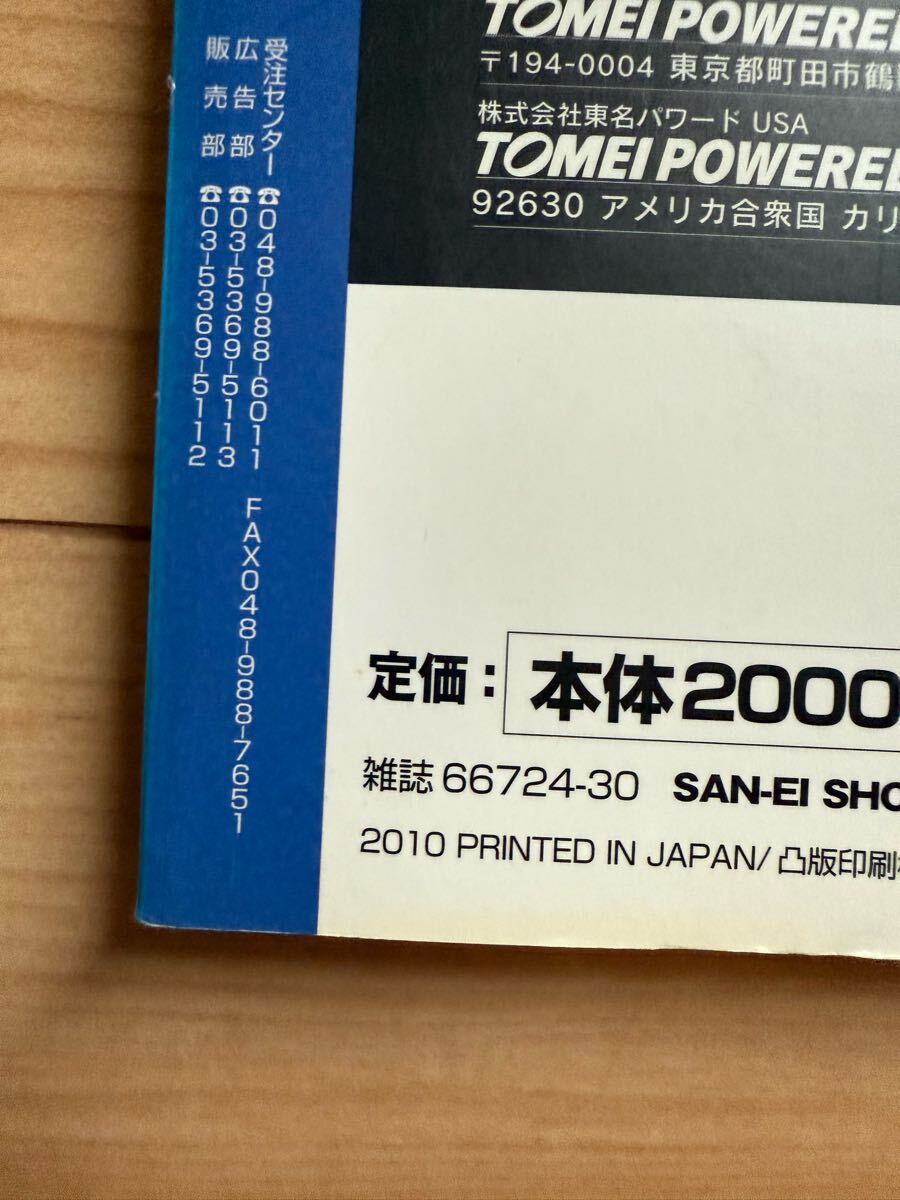 受注センター ☎048-988-6011 FAX048-988-7651
広告部 ☎03-5369-5113
販売部 ☎03-5369-5112
TOMEI POWERE
〒194-0004 東京都町田市鶴
株式会社東名パワード USA
TOMEI POWERE
92630 アメリカ合衆国 カリ
定価: 本体2000
雑誌 66724-30 SAN-EI SHO
2010 PRINTED IN JAPAN/凸版印刷